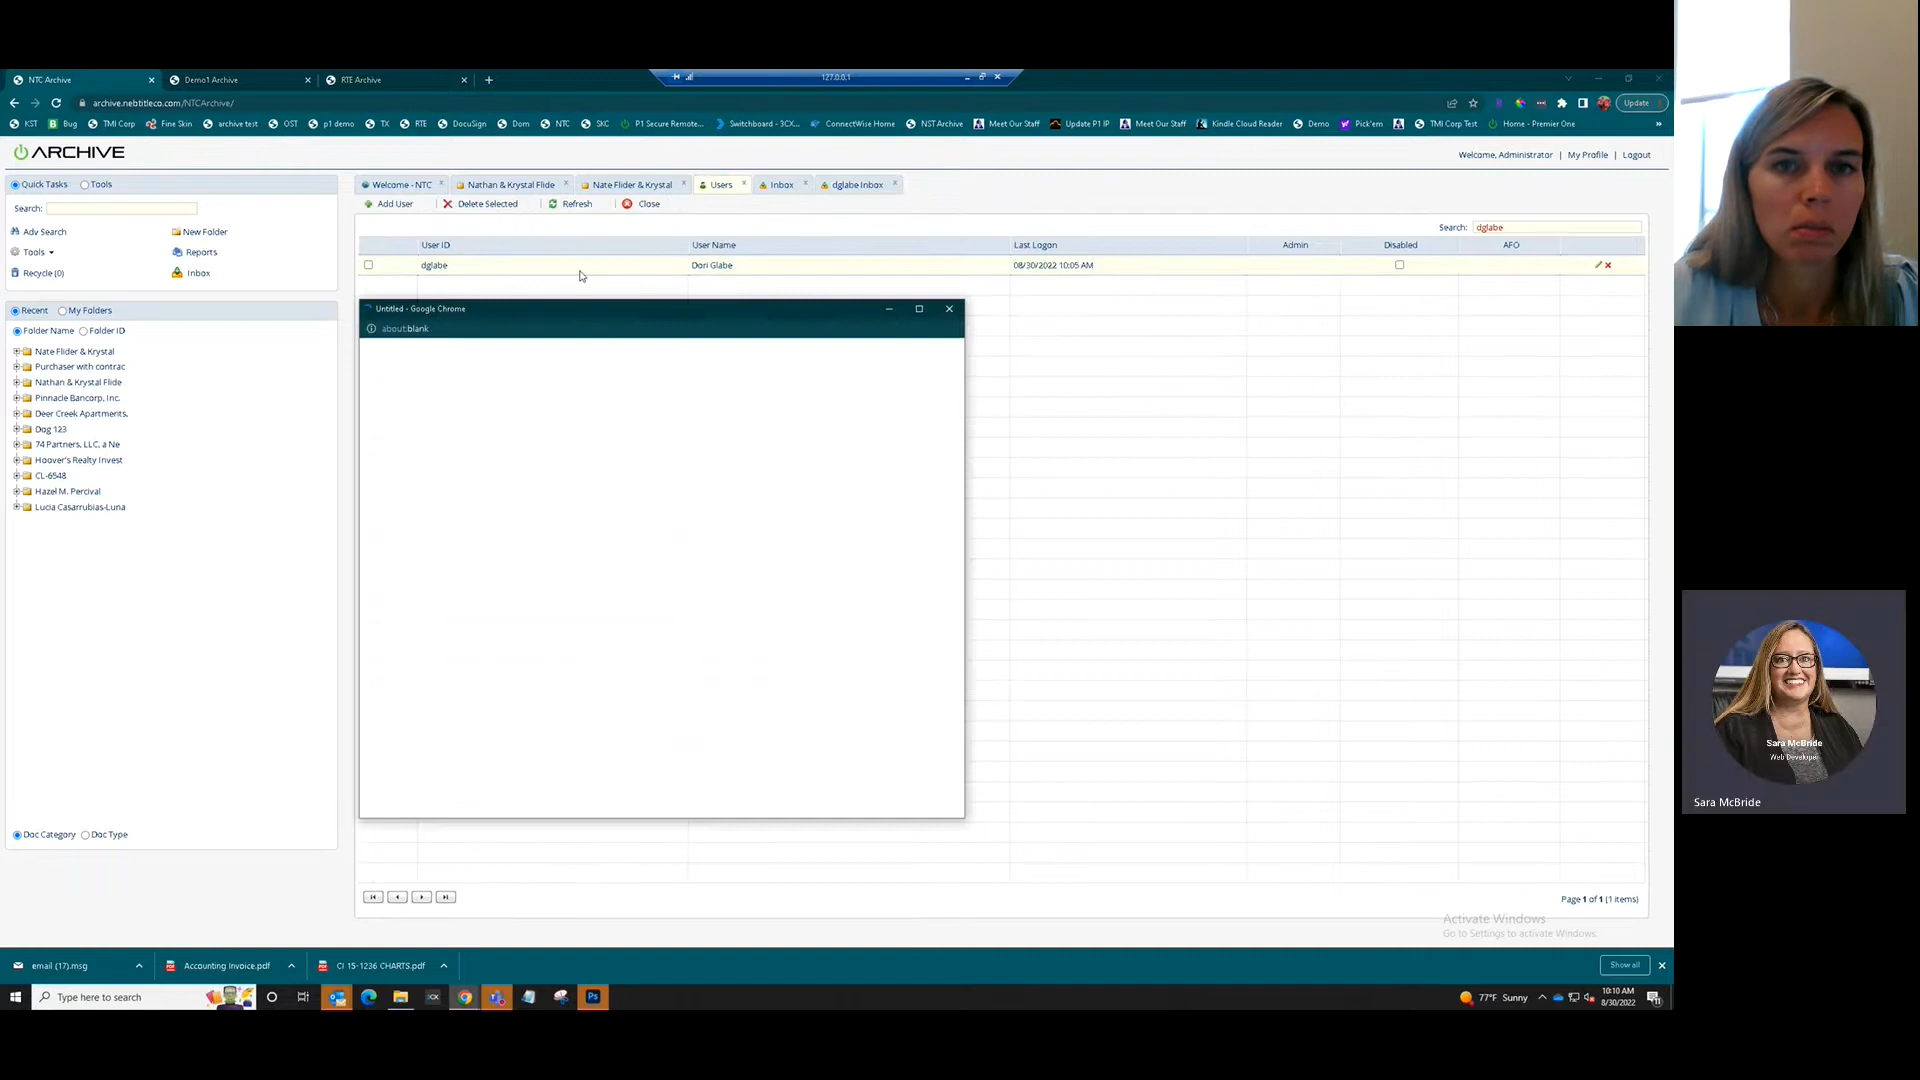 NTC Archive
Demo1 Archive
RTE Archive
127.0.0.1
archive.nebtitleco.com/NTCArchive/
Update
KST
Bug
TMI Corp
Fine Skin
archive test
OST
p1 demo
TX
RTE
DocuSign
Dom
NTC
SKC
P1 Secure Remote...
Switchboard - 3CX...
ConnectWise Home
NST Archive
Meet Our Staff
Update P1 IP
Meet Our Staff
Kindle Cloud Reader
Demo
Pick'em
TMI Corp Test
Home - Premier One
»
ARCHIVE
Welcome, Administrator | My Profile | Logout
Quick Tasks
Tools
Search:
Adv Search
New Folder
Tools
Reports
Recycle (0)
Inbox
Recent
My Folders
Folder Name
Folder ID
Nate Flider & Krystal
Purchaser with contrac
Nathan & Krystal Flide
Pinnacle Bancorp, Inc.
Deer Creek Apartments,
Dag 123
74 Partners, LLC, a Ne
Hoover's Realty Invest
CL-6548
Hazel M. Percival
Lucia Casarrubias-Luna
Doc Category
Doc Type
Welcome - NTC
Nathan & Krystal Flide
Nate Flider & Krystal
Users
Inbox
dglabe Inbox
Add User
Delete Selected
Refresh
Close
Search: dglabe
User ID
User Name
Last Logon
Admin
Disabled
AFO
dglabe
Dori Glabe
08/30/2022 10:05 AM
Untitled - Google Chrome
about:blank
Page 1 of 1 (1 items)
Activate Windows
Go to Settings to activate Windows.
email (17).msg
Accounting Invoice.pdf
CI 15-1236 CHARTS.pdf
Show all
Type here to search
77°F Sunny
10:10 AM
8/30/2022
Sara McBride
Web Developer
Sara McBride